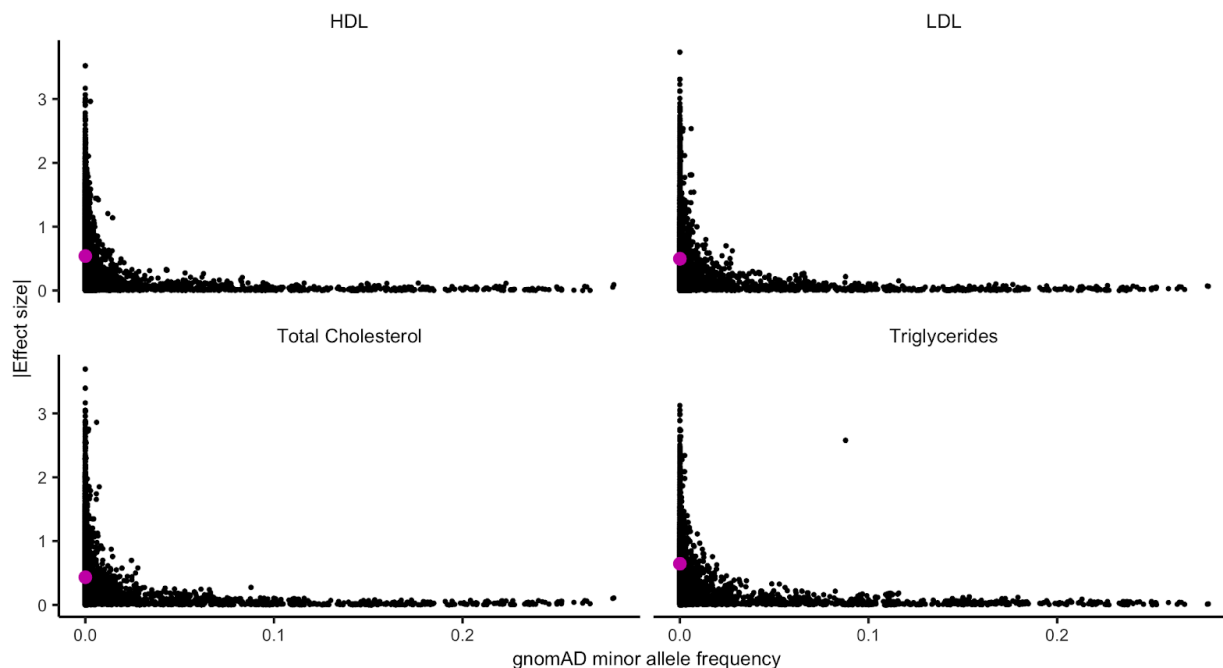 HDL
LDL
3
2
1
0
Total Cholesterol
Triglycerides
3
2
1
0
|Effect size|
0.0
0.1
0.2
0.0
0.1
0.2
gnomAD minor allele frequency